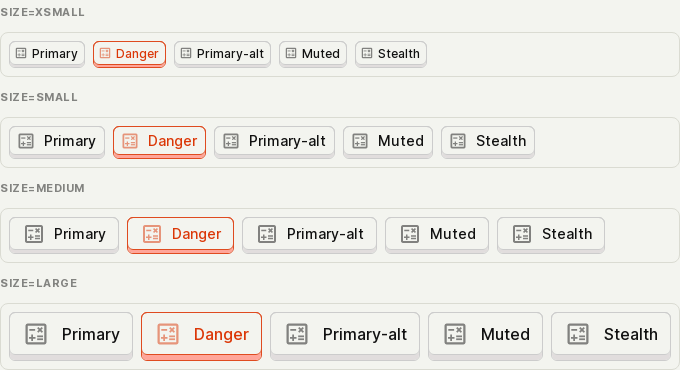 SIZE=XSMALL
Primary Danger Primary-alt Muted Stealth
SIZE=SMALL
Primary Danger Primary-alt Muted Stealth
SIZE=MEDIUM
Primary Danger Primary-alt Muted Stealth
SIZE=LARGE
Primary Danger Primary-alt Muted Stealth